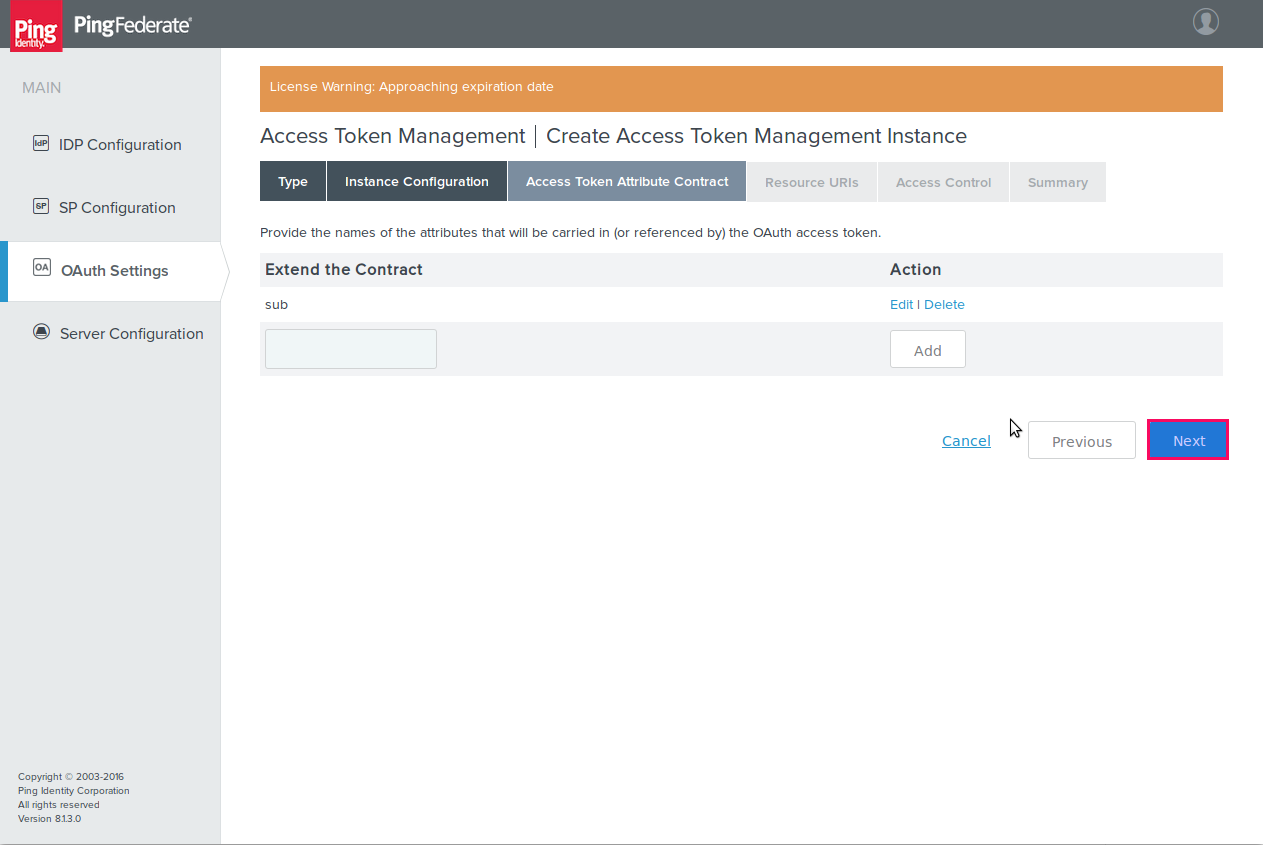 Ping
Identity.
PingFederate®
MAIN
IdP IDP Configuration
SP SP Configuration
OA OAuth Settings
Server Configuration
License Warning: Approaching expiration date
Access Token Management | Create Access Token Management Instance
Type Instance Configuration Access Token Attribute Contract Resource URIs Access Control Summary
Provide the names of the attributes that will be carried in (or referenced by) the OAuth access token.
Extend the Contract Action
sub Edit | Delete
Add
Cancel Previous Next
Copyright © 2003-2016
Ping Identity Corporation
All rights reserved
Version 8.1.3.0